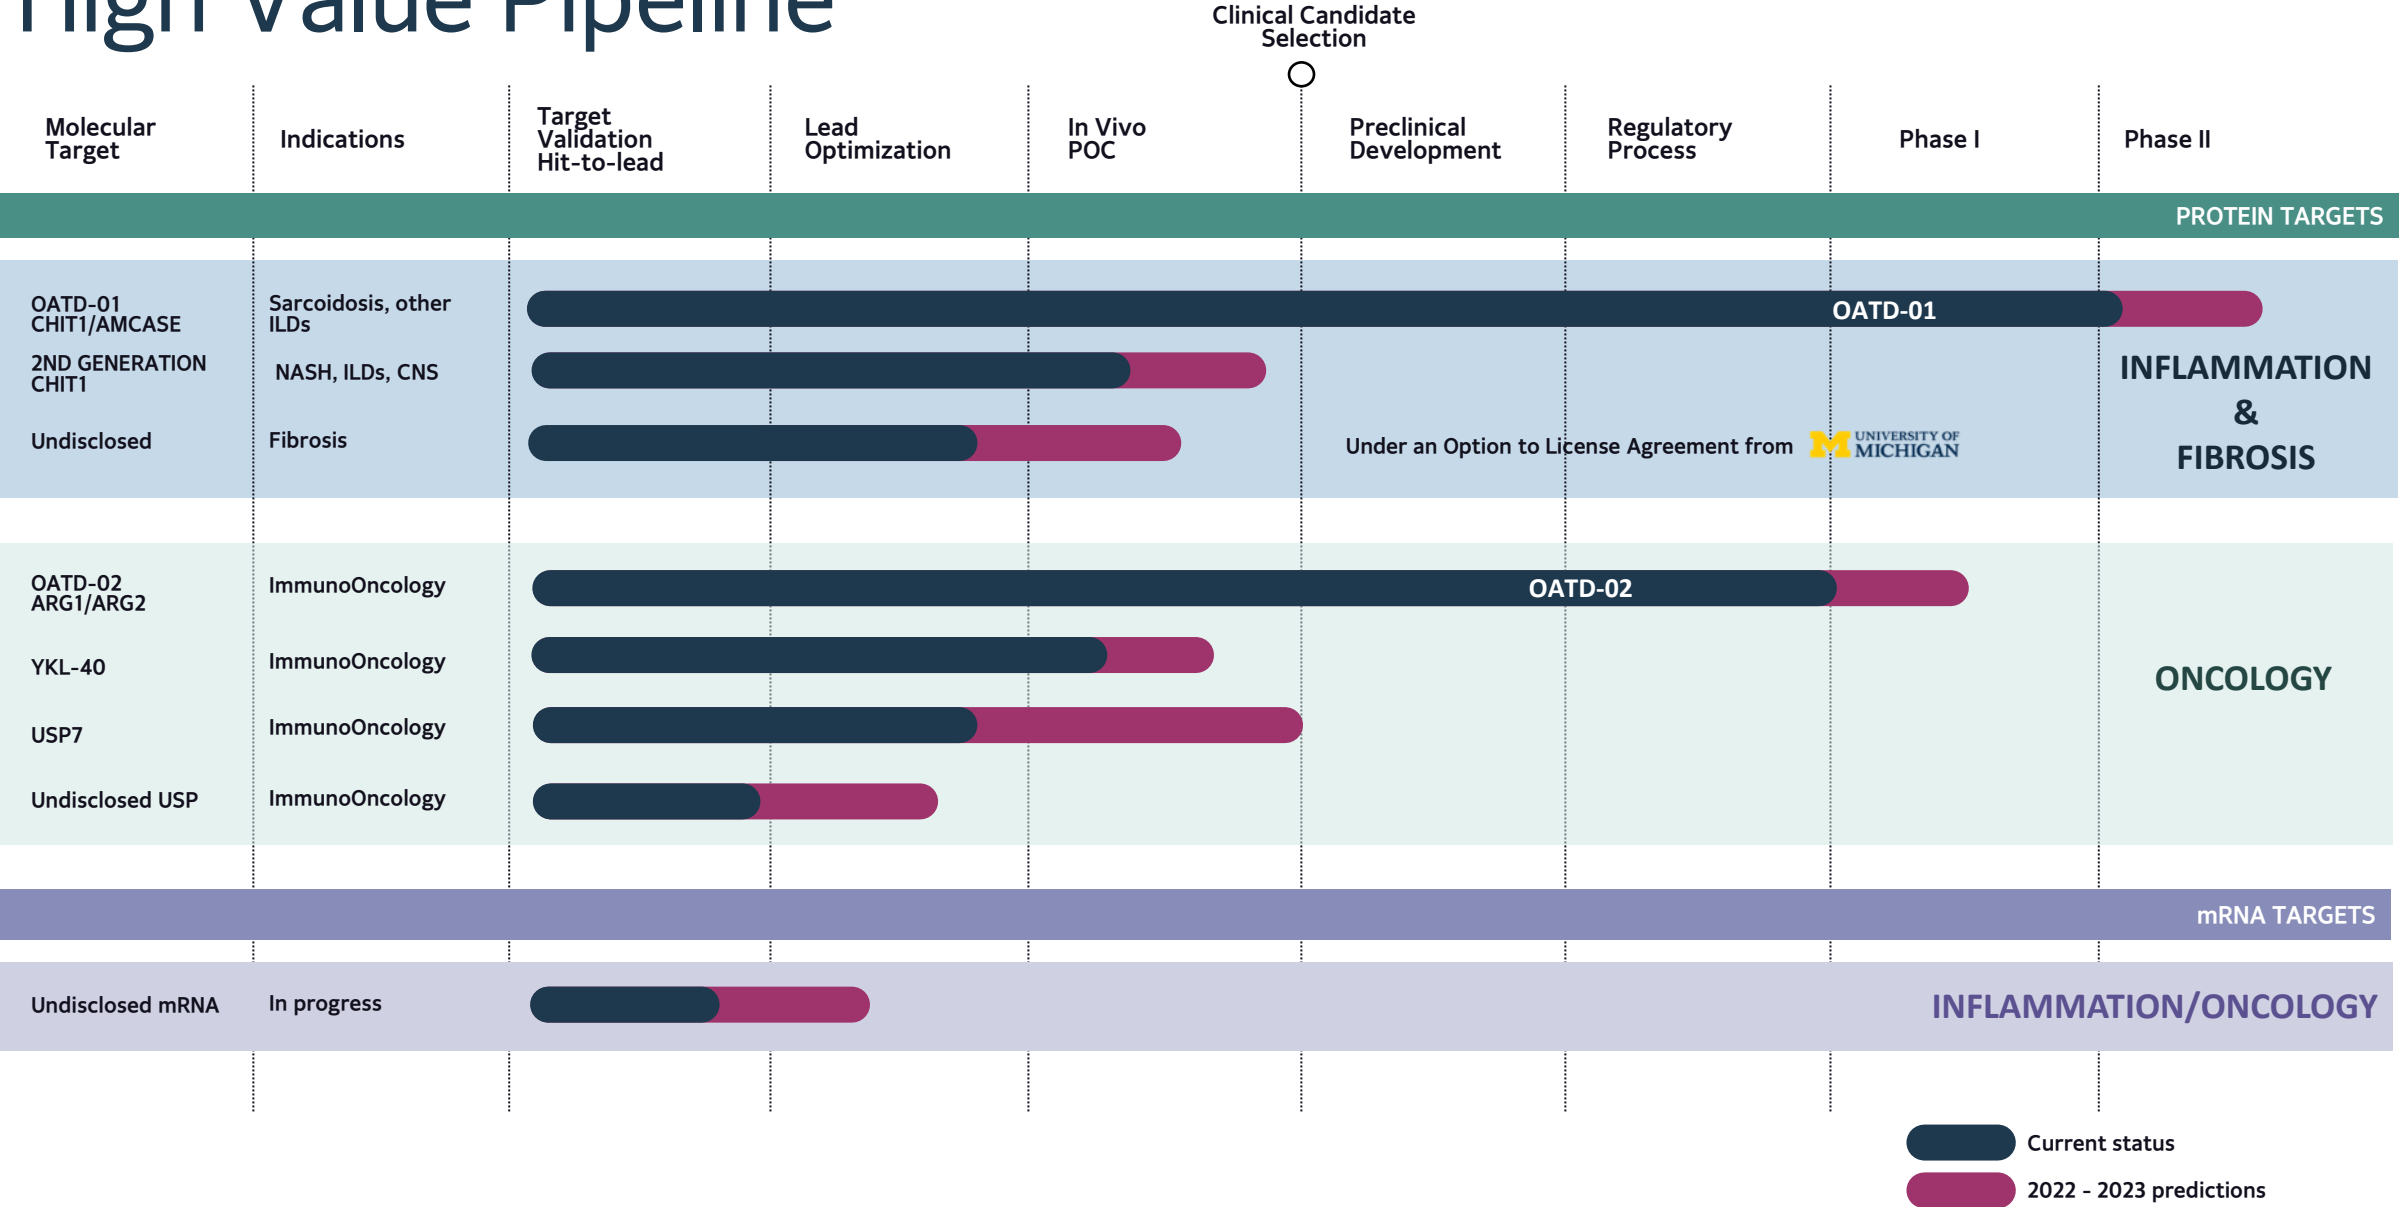 High Value Pipeline
Clinical Candidate
Selection
Molecular
Target
Indications
Target
Validation
Hit-to-lead
Lead
Optimization
In Vivo
POC
Preclinical
Development
Regulatory
Process
Phase I
Phase II
PROTEIN TARGETS
OATD-01
CHIT1/AMCASE
Sarcoidosis, other
ILDs
OATD-01
2ND GENERATION
CHIT1
NASH, ILDs, CNS
Undisclosed
Fibrosis
Under an Option to License Agreement from
M UNIVERSITY OF
MICHIGAN
INFLAMMATION
&
FIBROSIS
OATD-02
ARG1/ARG2
ImmunoOncology
OATD-02
YKL-40
ImmunoOncology
USP7
ImmunoOncology
Undisclosed USP
ImmunoOncology
ONCOLOGY
mRNA TARGETS
Undisclosed mRNA
In progress
INFLAMMATION/ONCOLOGY
Current status
2022 - 2023 predictions